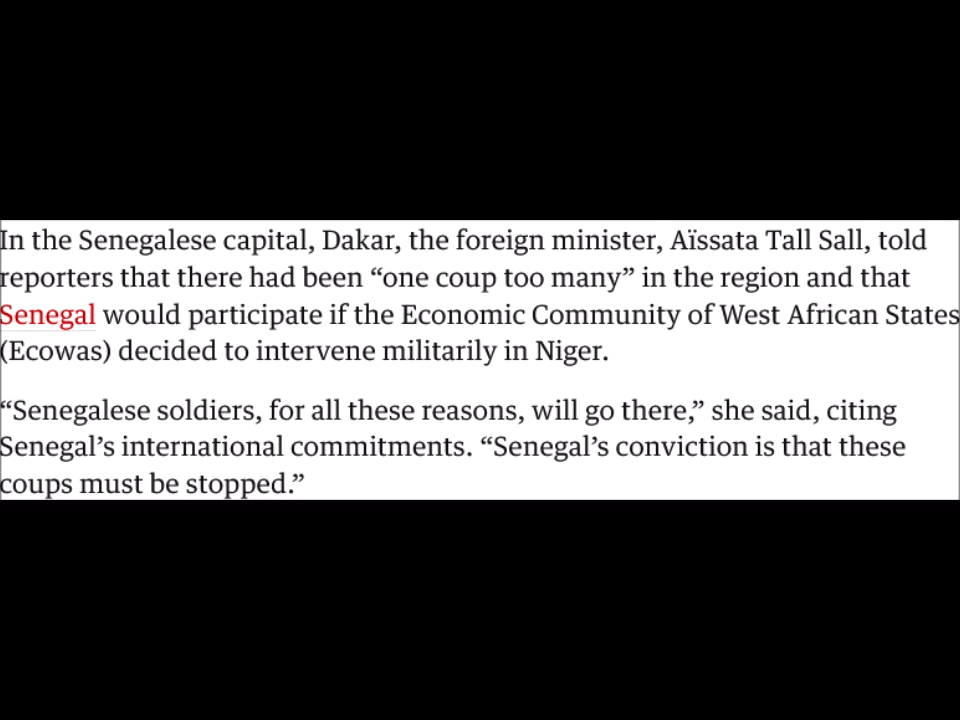 In the Senegalese capital, Dakar, the foreign minister, Aïssata Tall Sall, told
reporters that there had been “one coup too many” in the region and that
Senegal would participate if the Economic Community of West African States
(Ecowas) decided to intervene militarily in Niger.
“Senegalese soldiers, for all these reasons, will go there,” she said, citing
Senegal’s international commitments. “Senegal’s conviction is that these
coups must be stopped.”